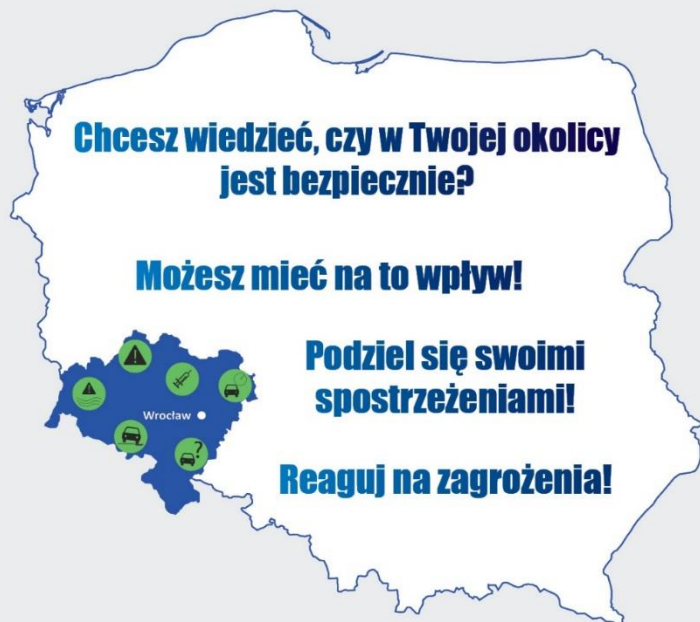 Chcesz wiedzieć, czy w Twojej okolicy
jest bezpiecznie?
Możesz mieć na to wpływ!
Podziel się swoimi
spostrzeżeniami!
Wrocław
?
Reaguj na zagrożenia!